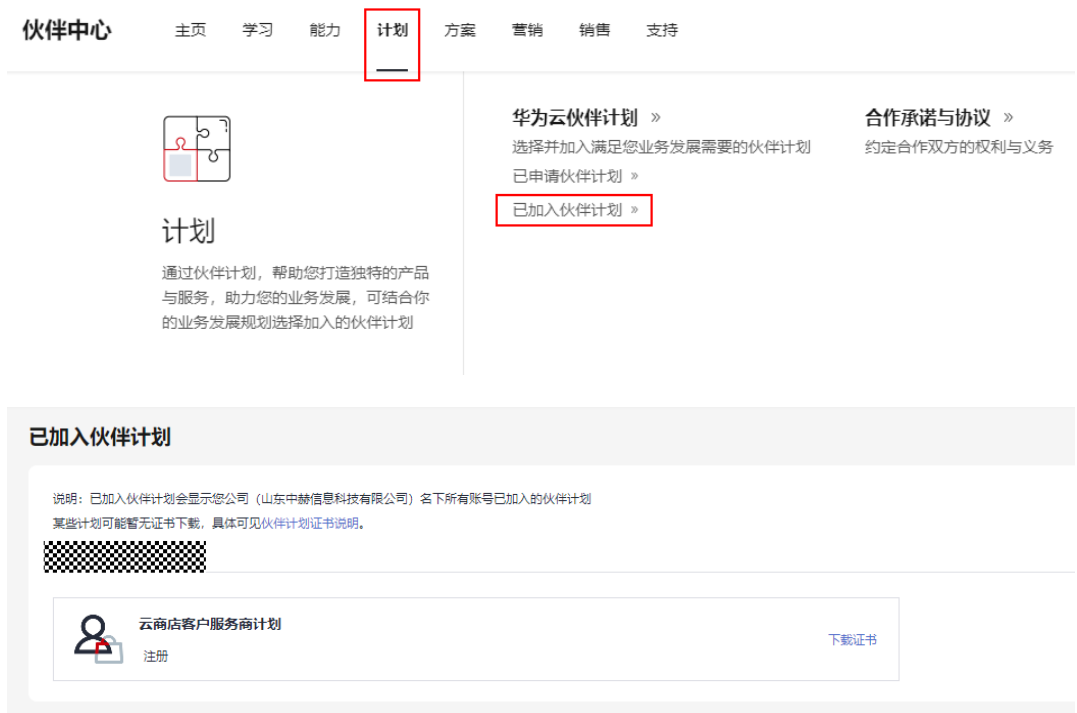 伙伴中心 主页 学习 能力 计划 方案 营销 销售 支持
计划
通过伙伴计划，帮助您打造独特的产品
与服务，助力您的业务发展，可结合你
的业务发展规划选择加入的伙伴计划
华为云伙伴计划 »
选择并加入满足您业务发展需要的伙伴计划
已申请伙伴计划 »
已加入伙伴计划 »
合作承诺与协议 »
约定合作双方的权利与义务
已加入伙伴计划
说明：已加入伙伴计划会显示您公司（山东中赫信息科技有限公司）名下所有账号已加入的伙伴计划
某些计划可能暂无证书下载，具体可见伙伴计划证书说明。
云商店客户服务商计划
注册
下载证书